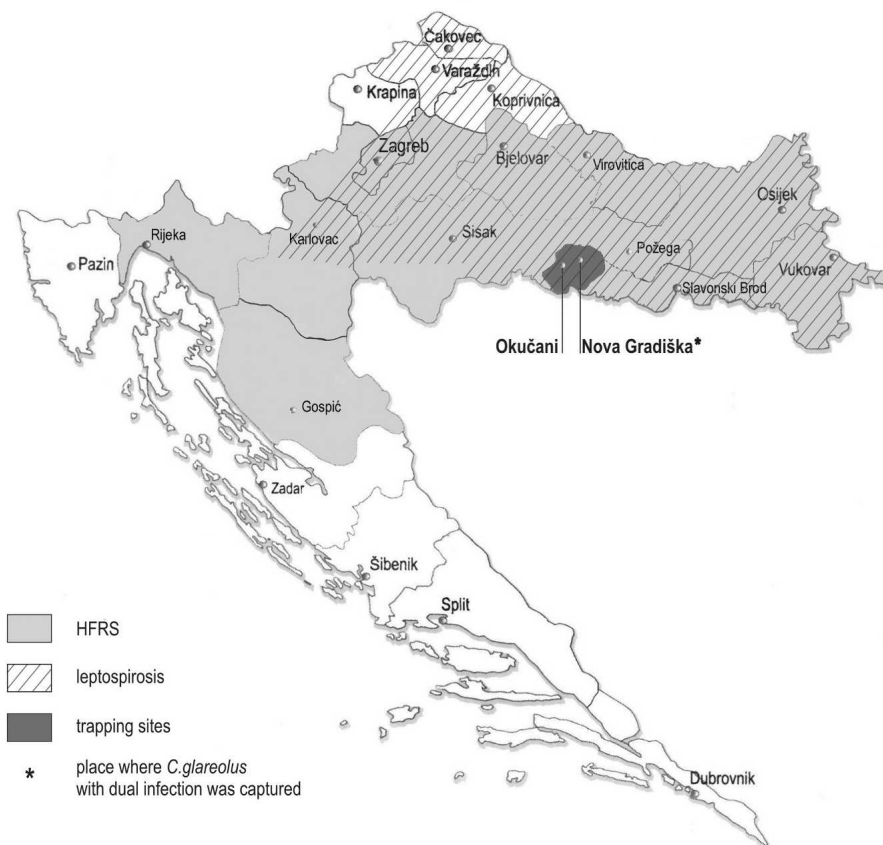 Čakovec
Varaždin
Krapina
Koprivnica
Zagreb
Bjelovar
Virovitica
Osijek
Rijeka
Karlovac
Sisak
Požega
Pazin
Vukovar
Slavonski Brod
Okučani
Nova Gradiška*
Gospić
Zadar
Šibenik
Split
HFRS
leptospirosis
trapping sites
* place where C.glareolus
with dual infection was captured
Dubrovnik